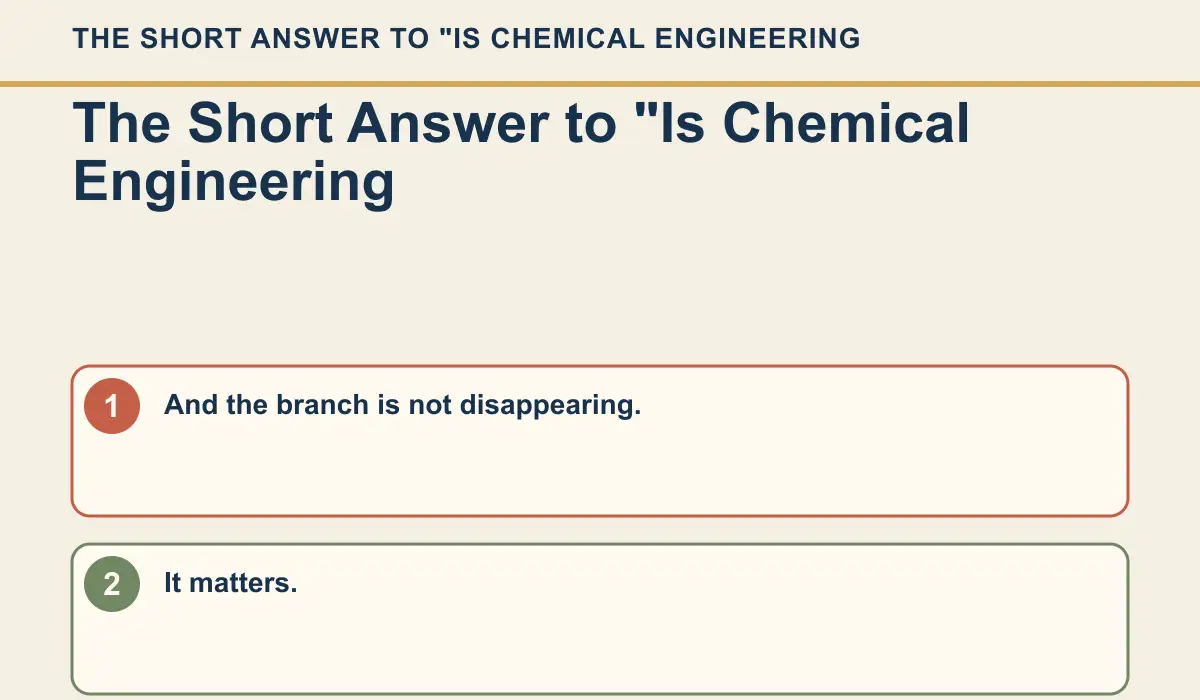 THE SHORT ANSWER TO "IS CHEMICAL ENGINEERING
The Short Answer to "Is Chemical
Engineering
1
And the branch is not disappearing.
2
It matters.